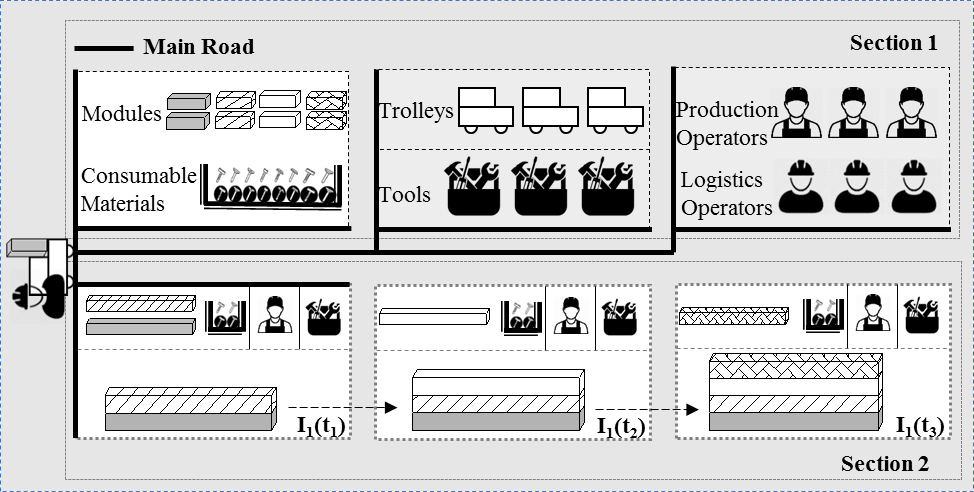 Main Road
Section 1
Modules
Consumable
Materials
Trolleys
Tools
Production
Operators
Logistics
Operators
I₁(t₁)
I₁(t₂)
I₁(t₃)
Section 2